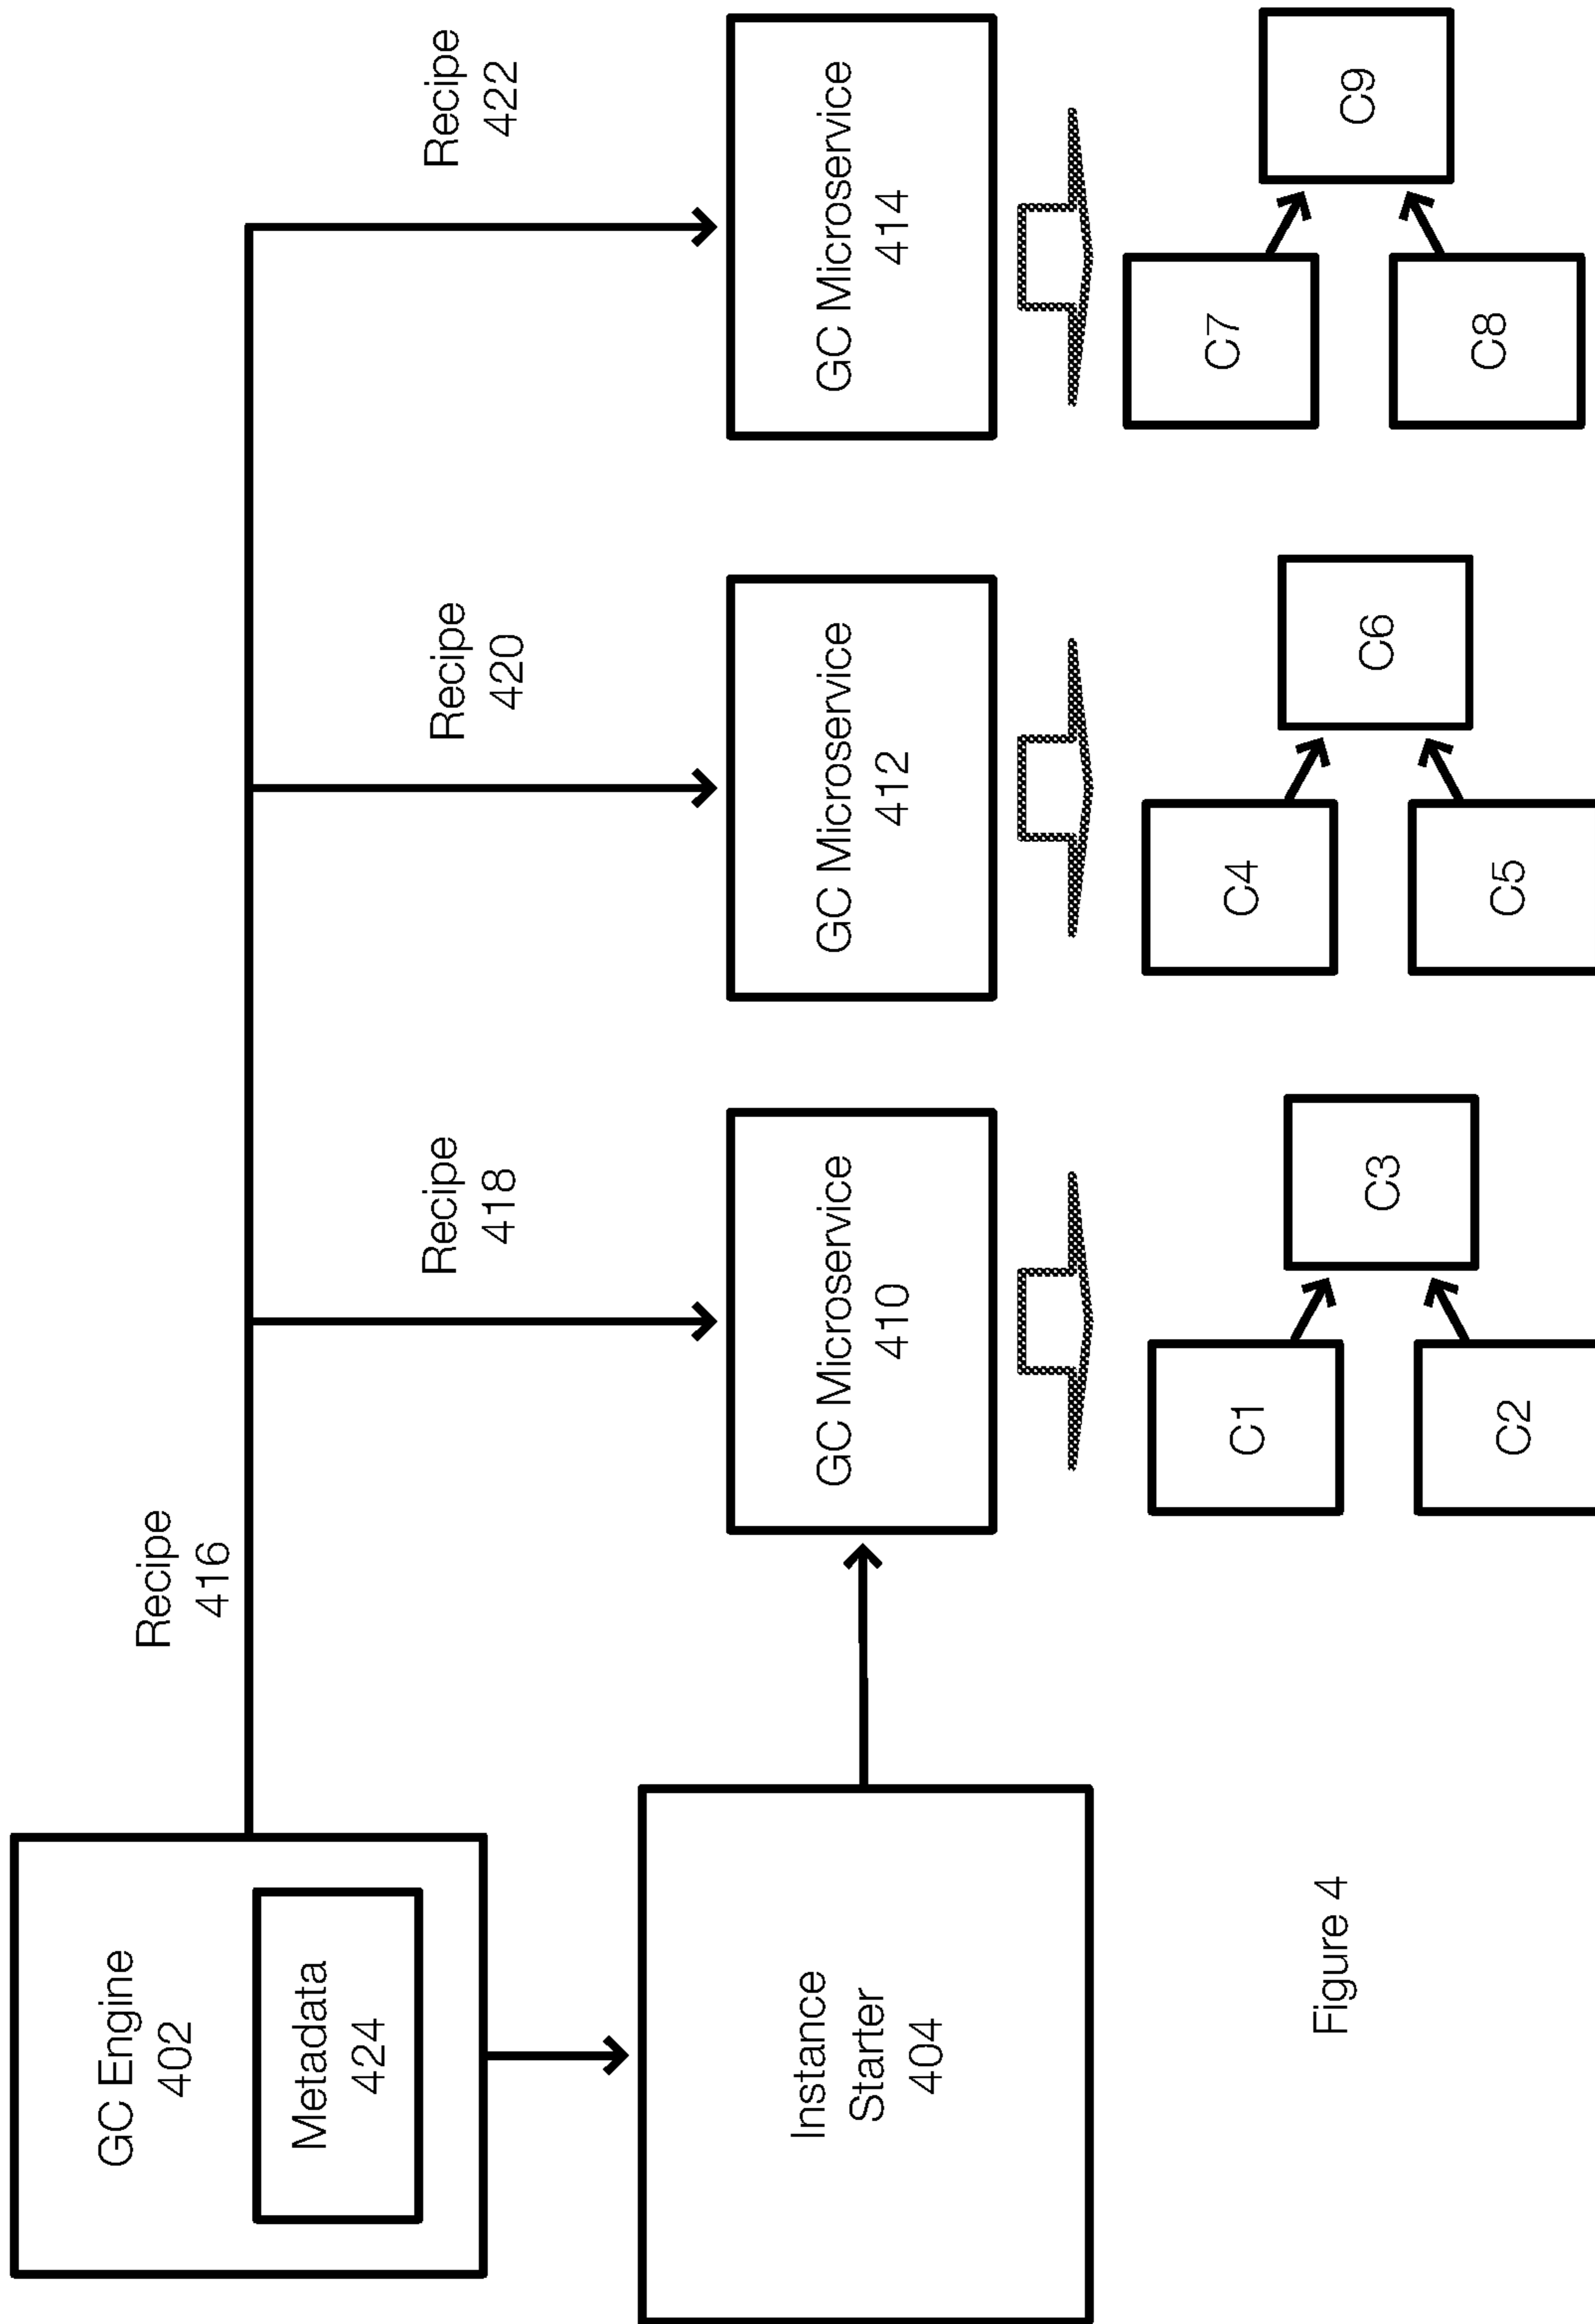 GC Engine
402
Metadata
424
Recipe
416
Recipe
418
Recipe
420
Recipe
422
Instance
Starter
404
GC Microservice
410
GC Microservice
412
GC Microservice
414
C1
C2
C3
C4
C5
C6
C7
C8
C9
Figure 4